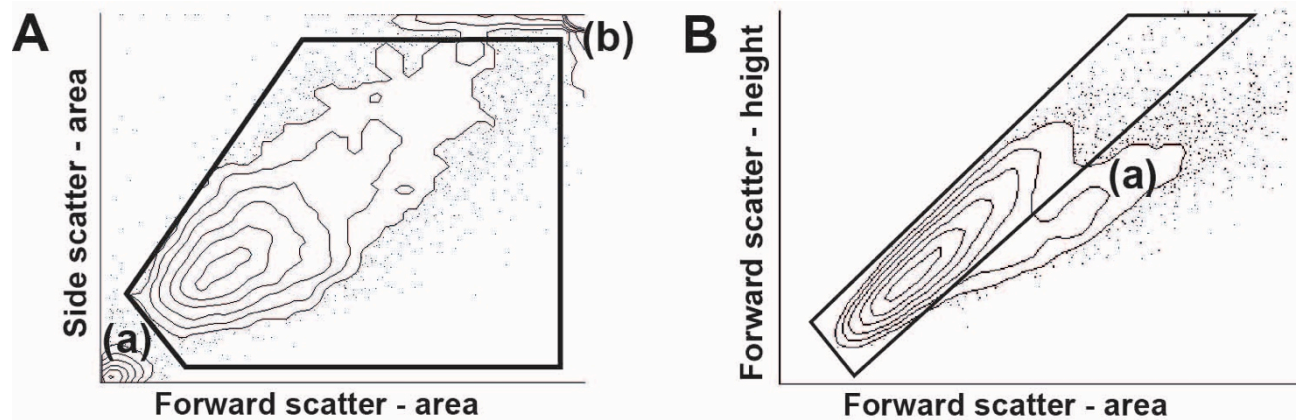 A
Side scatter - area
(a)
(b)
Forward scatter - area
B
Forward scatter - height
(a)
Forward scatter - area